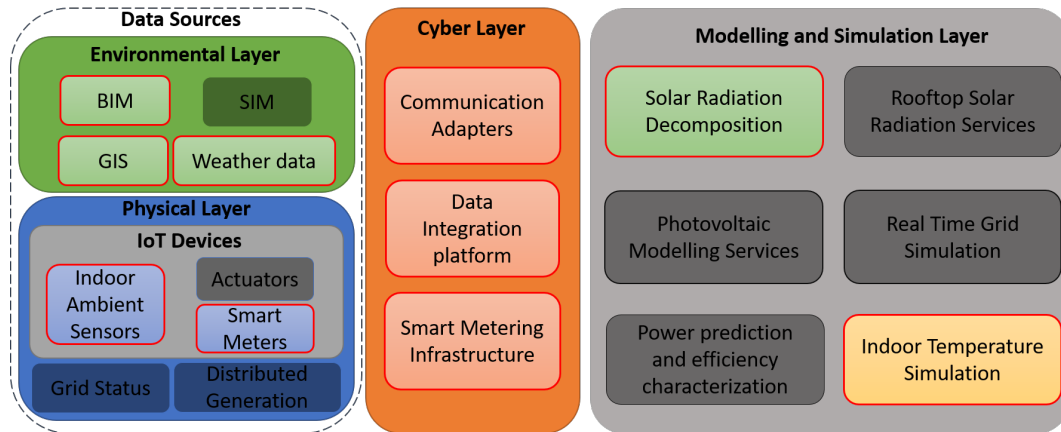 Data Sources
Environmental Layer
BIM
SIM
GIS
Weather data
Physical Layer
IoT Devices
Indoor
Ambient
Sensors
Actuators
Smart
Meters
Grid Status
Distributed
Generation
Cyber Layer
Communication
Adapters
Data
Integration
platform
Smart Metering
Infrastructure
Modelling and Simulation Layer
Solar Radiation
Decomposition
Rooftop Solar
Radiation Services
Photovoltaic
Modelling Services
Real Time Grid
Simulation
Power prediction
and efficiency
characterization
Indoor Temperature
Simulation